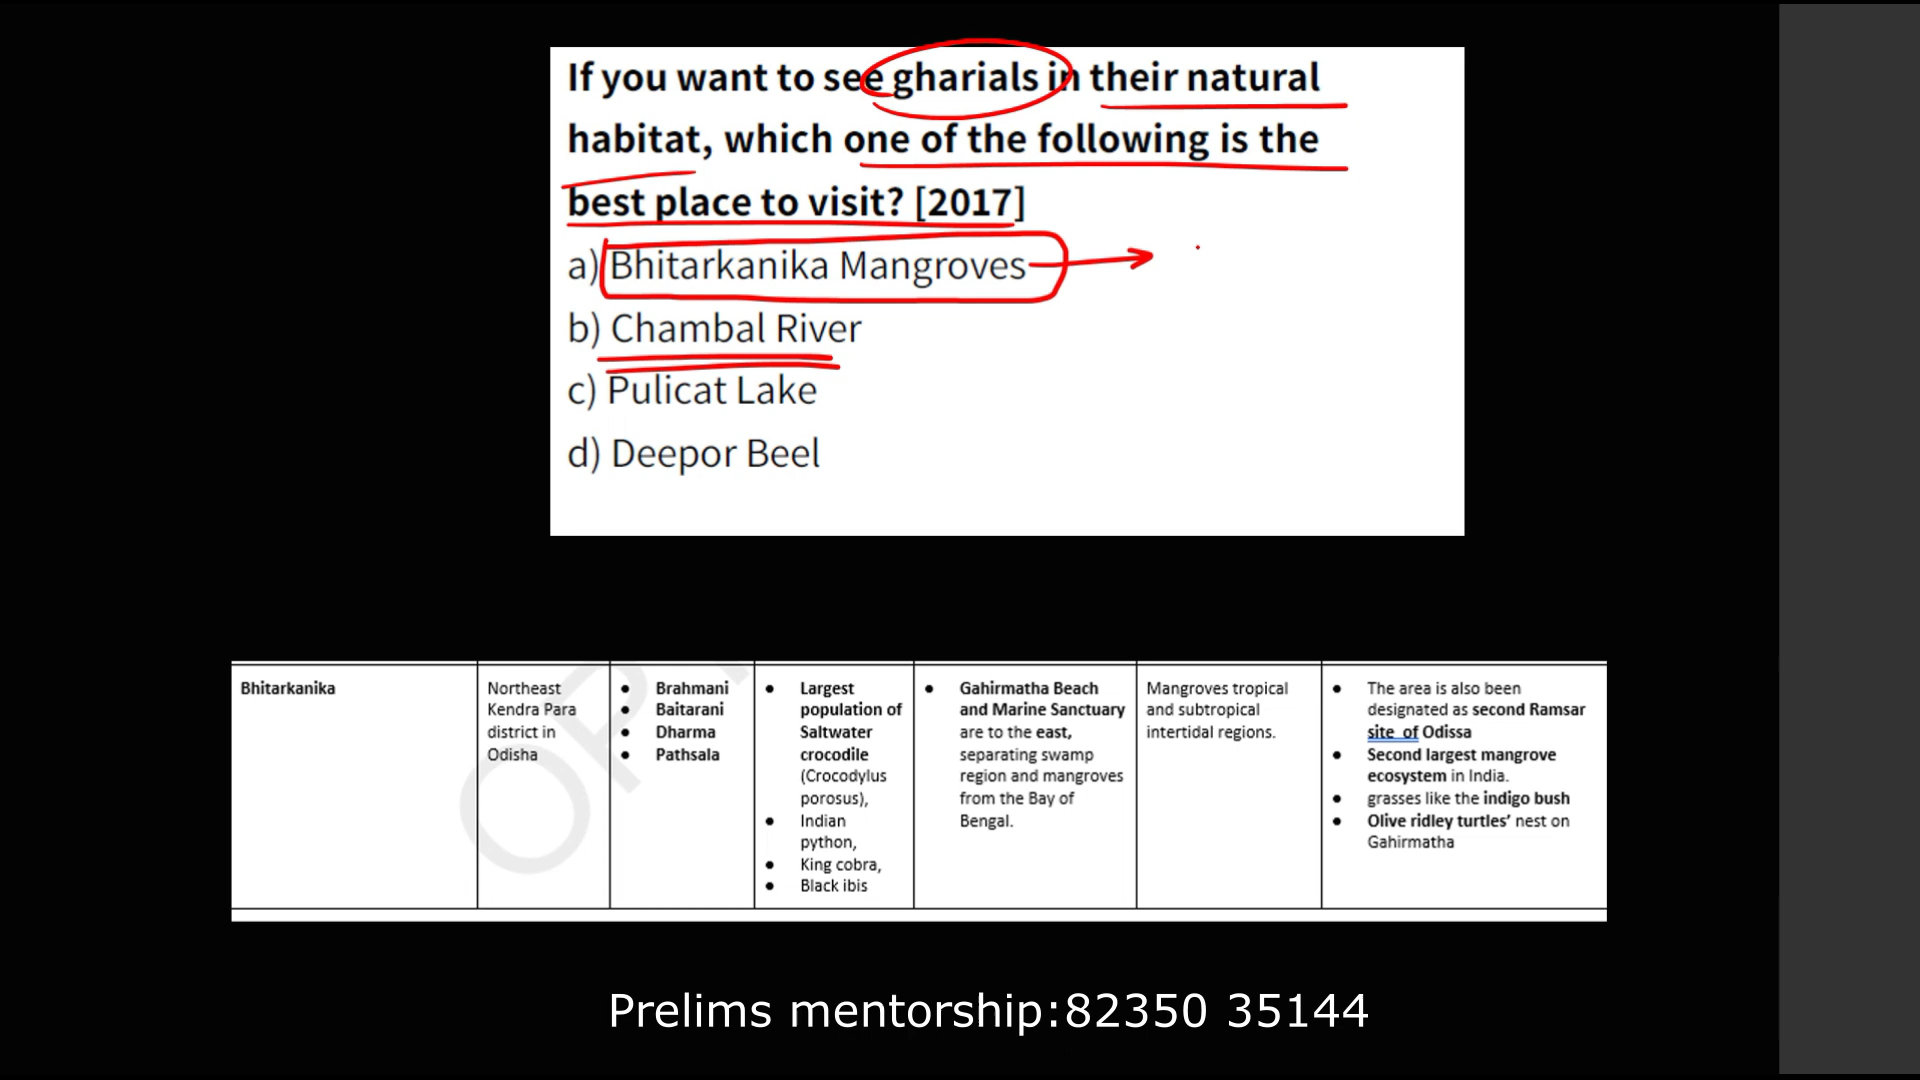 If you want to see gharials in their natural
habitat, which one of the following is the
best place to visit? [2017]
a) Bhitarkanika Mangroves
b) Chambal River
c) Pulicat Lake
d) Deepor Beel
Bhitarkanika
Northeast
Kendra Para
district in
Odisha
• Brahmani
• Baitarani
• Dharma
• Pathsala
• Largest
population of
Saltwater
crocodile
(Crocodylus
porosus),
• Indian
python,
• King cobra,
• Black ibis
• Gahirmatha Beach
and Marine Sanctuary
are to the east,
separating swamp
region and mangroves
from the Bay of
Bengal.
Mangroves tropical
and subtropical
intertidal regions.
• The area is also been
designated as second Ramsar
site of Odissa
• Second largest mangrove
ecosystem in India.
• grasses like the indigo bush
• Olive ridley turtles’ nest on
Gahirmatha
Prelims mentorship:82350 35144